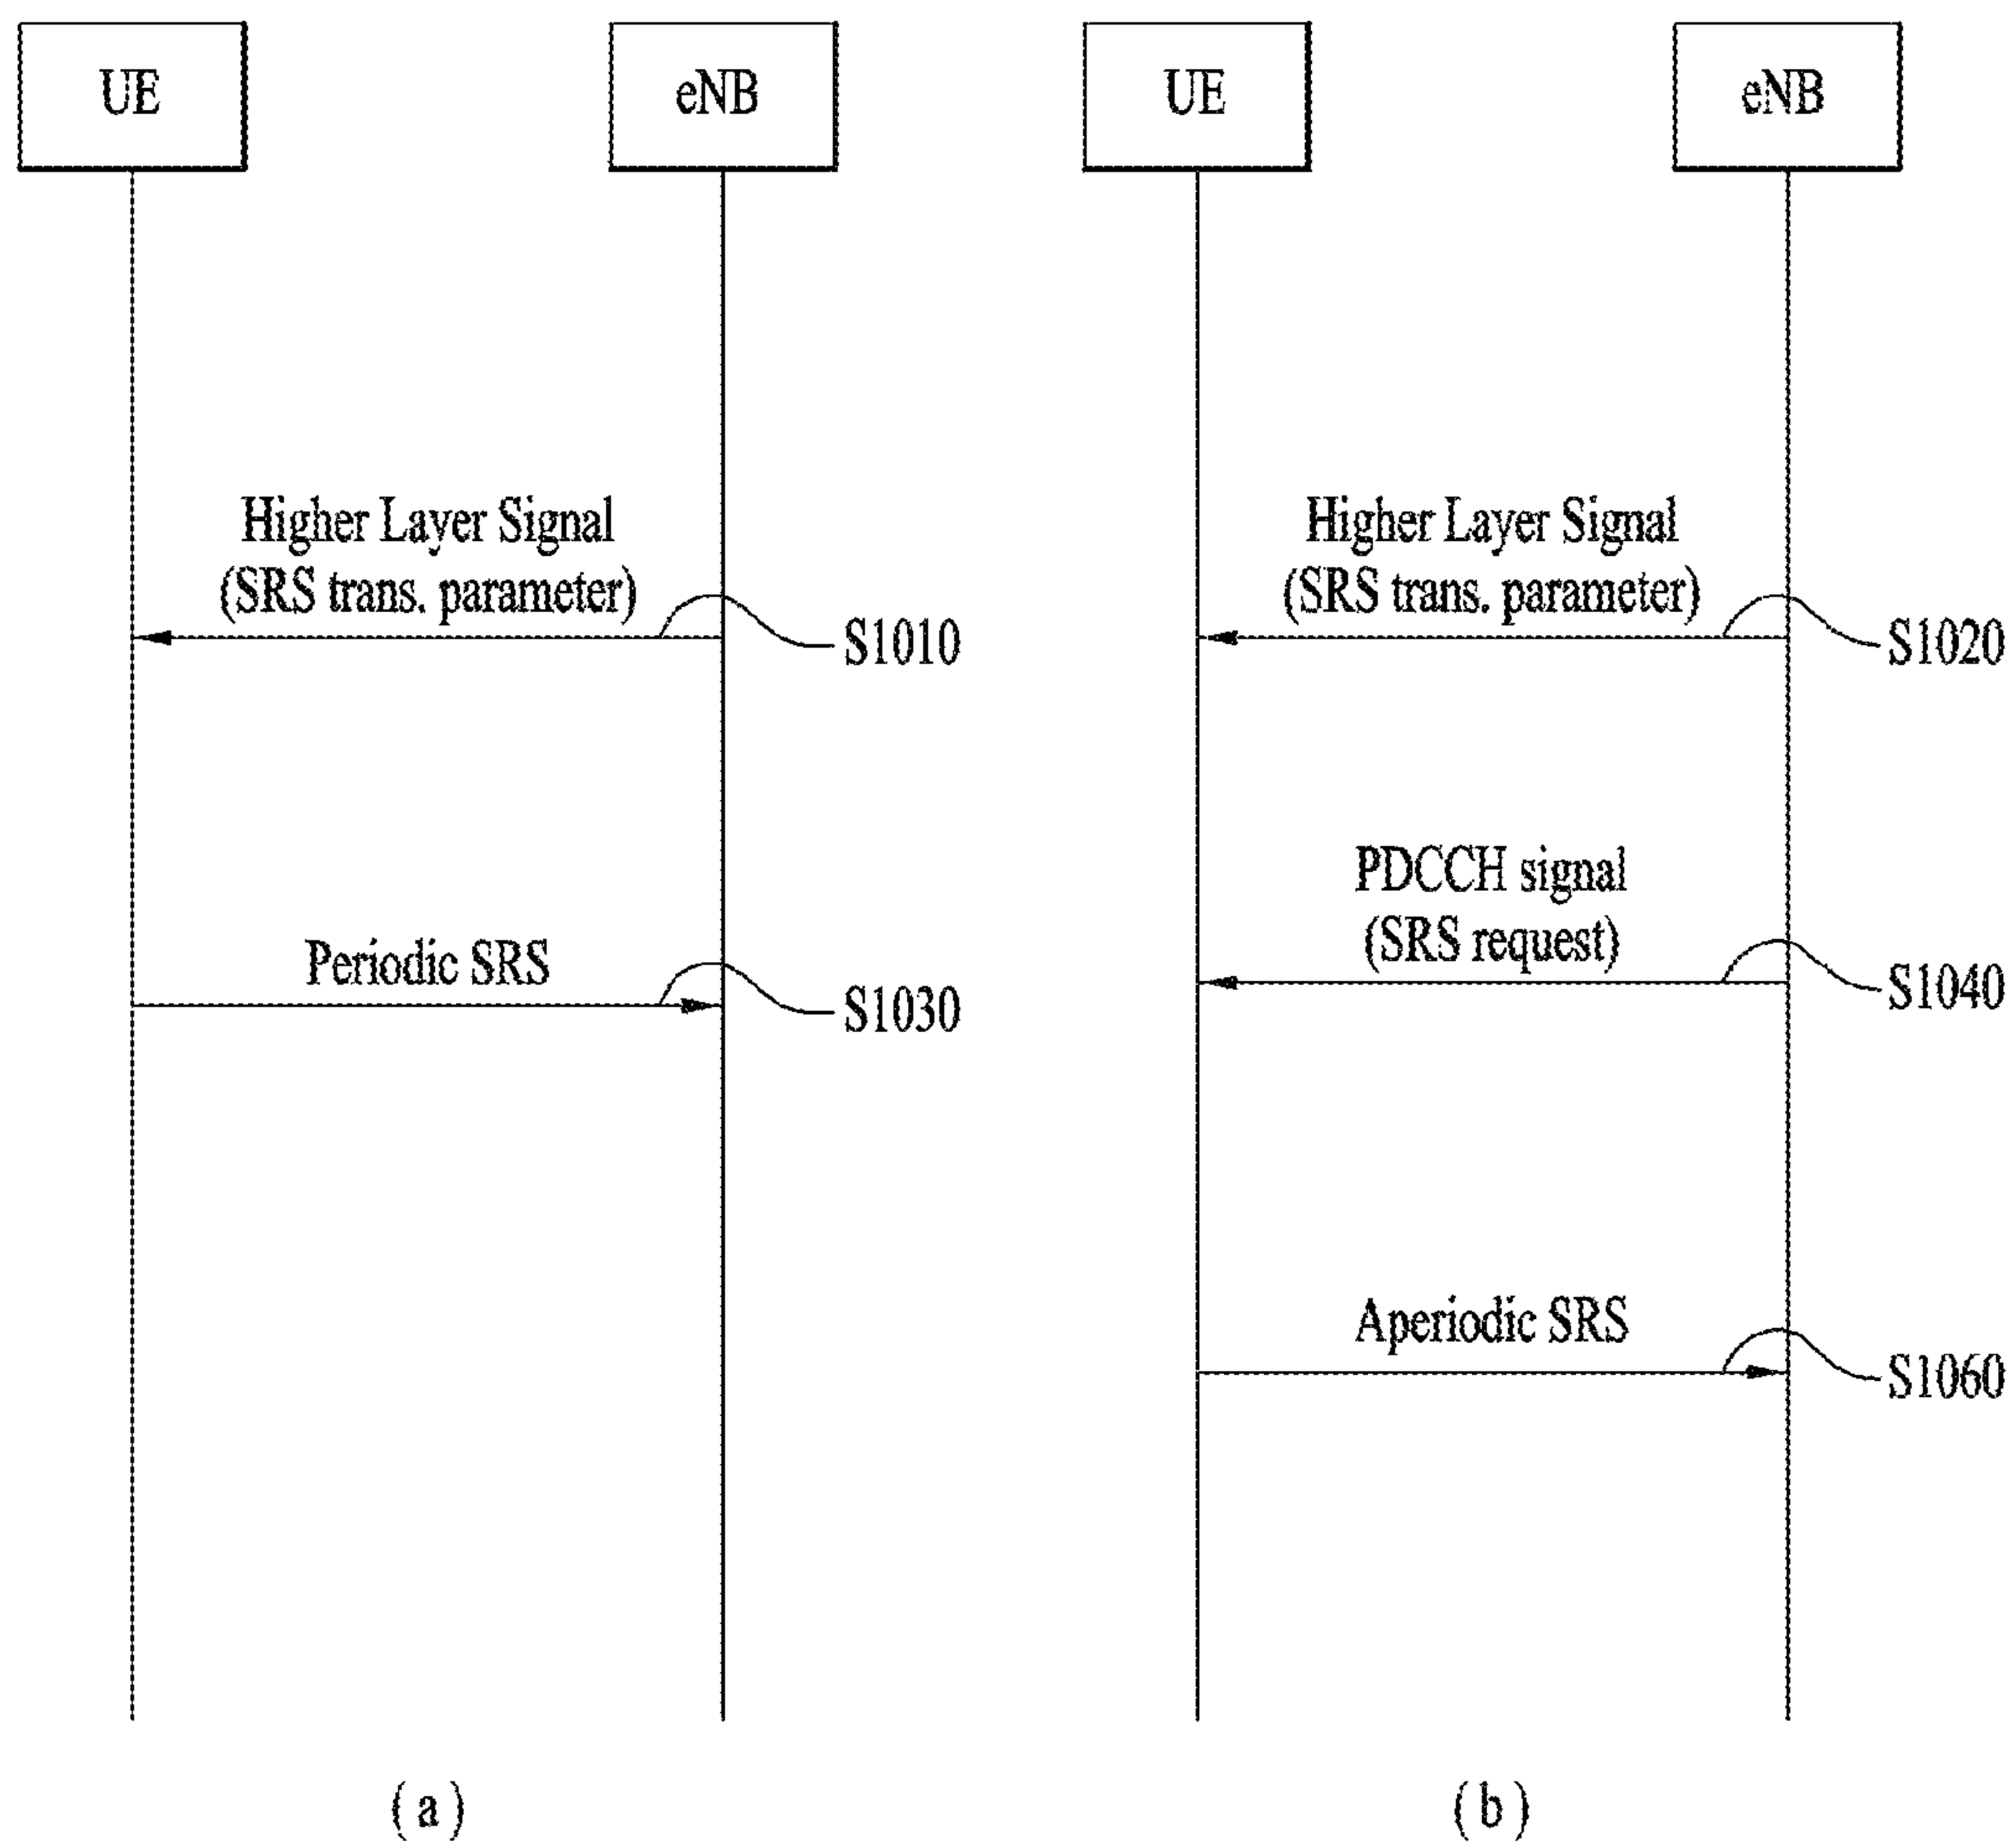 UE
eNB
Higher Layer Signal
(SRS trans. parameter)
S1010
Periodic SRS
S1030
(a)
UE
eNB
Higher Layer Signal
(SRS trans. parameter)
S1020
PDCCH signal
(SRS request)
S1040
Aperiodic SRS
S1060
(b)